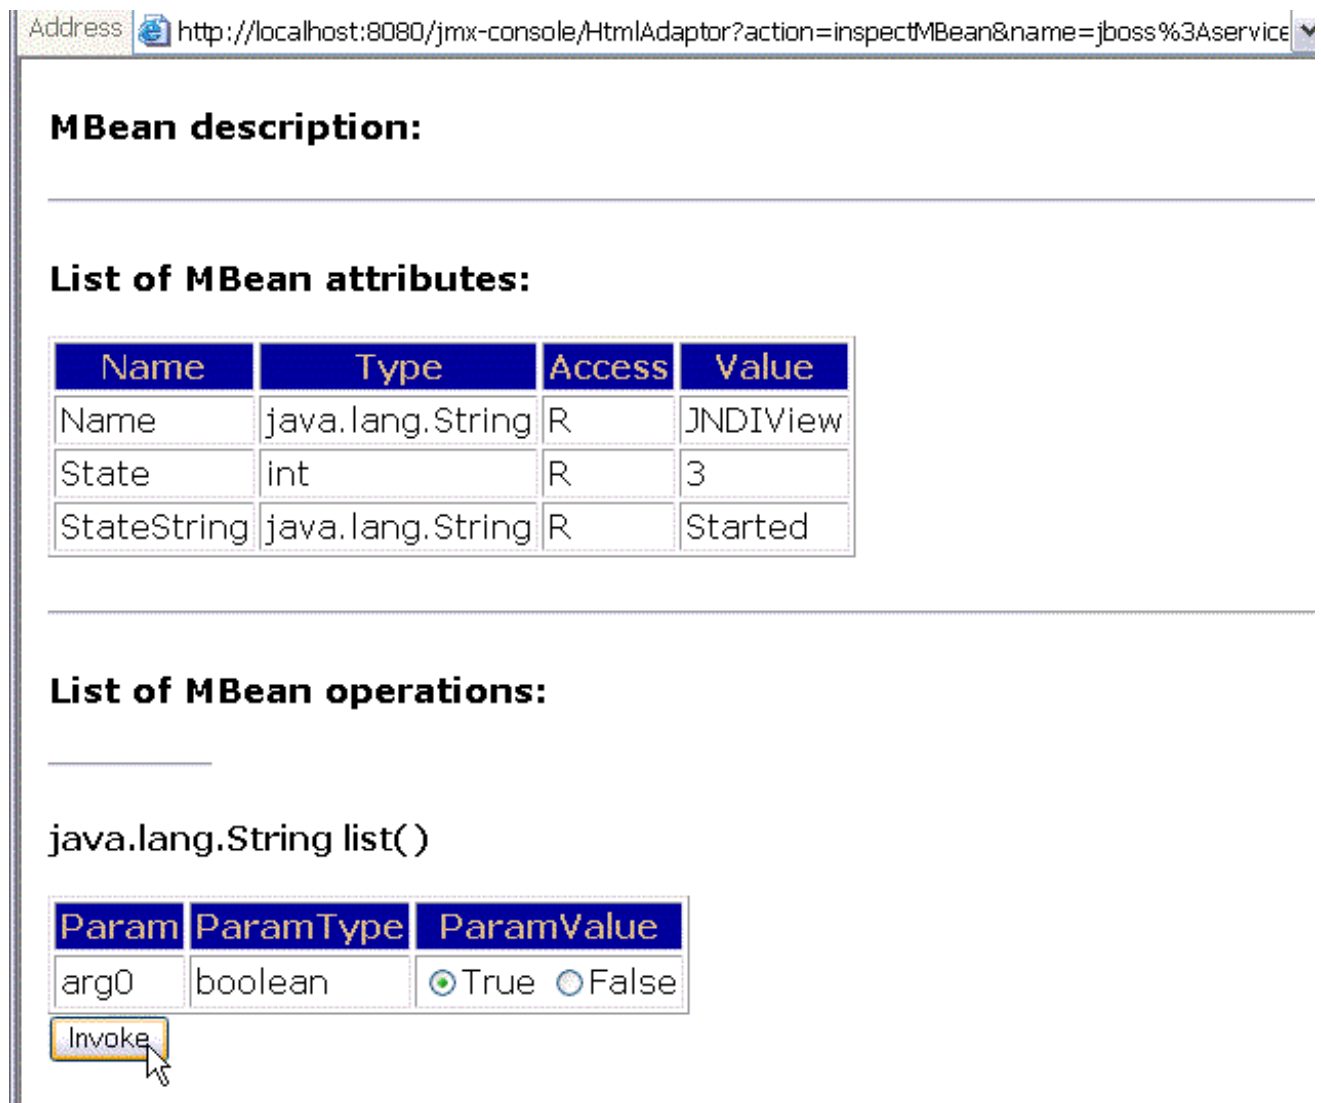 Address http://localhost:8080/jmx-console/HtmlAdaptor?action=inspectMBean&name=jboss%3Aservice
MBean description:
List of MBean attributes:
Name Type Access Value
Name java.lang.String R JNDIView
State int R 3
StateString java.lang.String R Started
List of MBean operations:
java.lang.String list()
Param ParamType ParamValue
arg0 boolean True False
Invoke